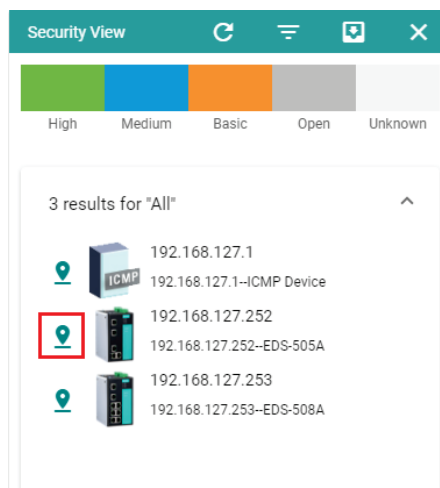 Security View
High Medium Basic Open Unknown
3 results for "All"
192.168.127.1
ICMP
192.168.127.1--ICMP Device
192.168.127.252
192.168.127.252--EDS-505A
192.168.127.253
192.168.127.253--EDS-508A